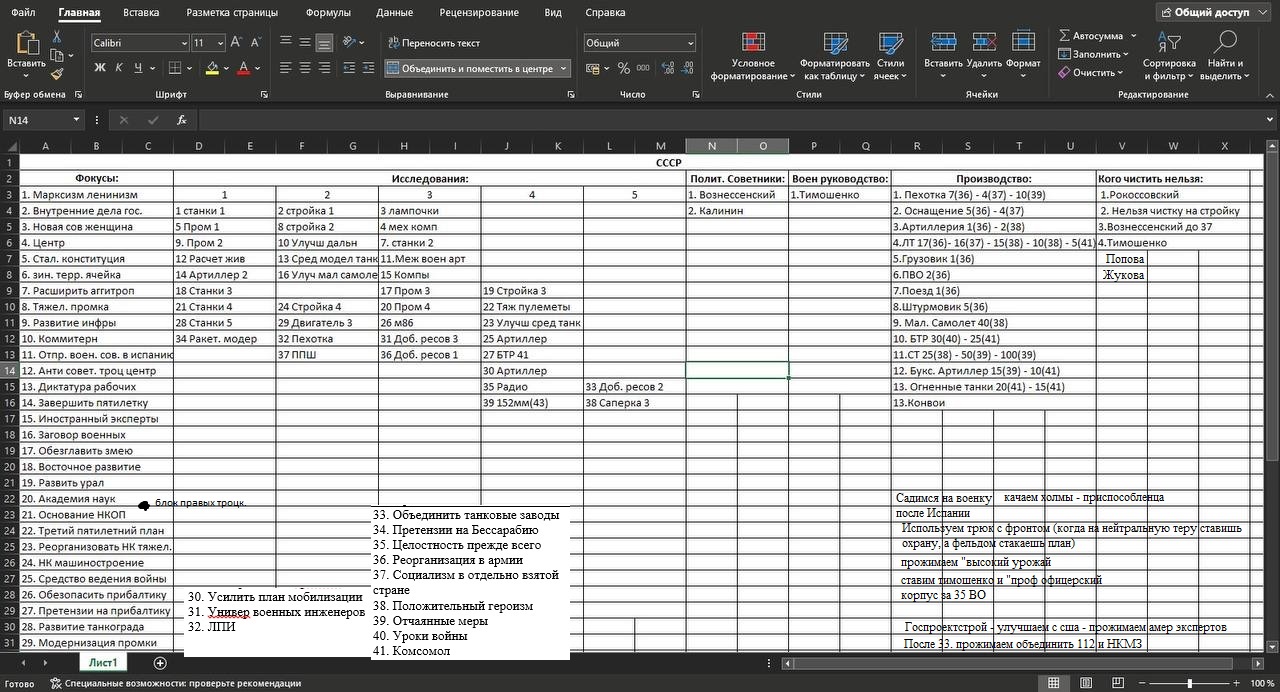 Файл Главная Вставка Разметка страницы Формулы Данные Рецензирование Вид Справка Общий доступ
Calibri 11 Переносить текст Общий Автосумма
Вставить Ж К Ч Объединить и поместить в центре % 000 Условное форматирование Форматировать как таблицу Стили ячеек Вставить Удалить Формат Заполнить Очистить Сортировка и фильтр Найти и выделить
Буфер обмена Шрифт Выравнивание Число Стили Ячейки Редактирование
N14 fx
A B C D E F G H I J K L M N O P Q R S T U V W X
1 СССР
2 Фокусы: Исследования: Полит. Советники: Воен руководство: Производство: Кого чистить нельзя:
3 1. Марксизм ленинизм 1 2 3 4 5 1. Вознессенский 1.Тимошенко 1. Пехотка 7(36) - 4(37) - 10(39) 1.Рокоссовский
4 2. Внутренние дела гос. 1 станки 1 2 стройка 1 3 лампочки 2. Калинин 2. Оснащение 5(36) - 4(37) 2. Нельзя чистку на стройку
5 3. Новая сов женщина 5 Пром 1 8 стройка 2 4 мех комп 3.Артиллерия 1(36) - 2(38) 3.Вознессенский до 37
6 4. Центр 9. Пром 2 10 Улучш дальн 7. станки 2 4.ЛТ 17(36)- 16(37) - 15(38) - 10(38) - 5(41) 4.Тимошенко
7 5. Стал. конституция 12 Расчет жив 13 Сред модел танк 11.Меж воен арт 5.Грузовик 1(36) Попова
8 6. зин. терр. ячейка 14 Артиллер 2 16 Улуч мал самоле 15 Компы 6.ПВО 2(36) Жукова
9 7. Расширить аггитроп 18 Станки 3 17 Пром 3 19 Стройка 3 7.Поезд 1(36)
10 8. Тяжел. промка 21 Станки 4 24 Стройка 4 20 Пром 4 22 Тяж пулеметы 8.Штурмовик 5(36)
11 9. Развитие инфры 28 Станки 5 29 Двигатель 3 26 м86 23 Улучш сред танк 9. Мал. Самолет 40(38)
12 10. Коммитерн 34 Ракет. модер 32 Пехотка 31 Доб. ресов 3 25 Артиллер 10. БТР 30(40) - 25(41)
13 11. Отпр. воен. сов. в испанию 37 ППШ 36 Доб. ресов 1 27 БТР 41 11.СТ 25(38) - 50(39) - 100(39)
14 12. Анти совет. троц центр 30 Артиллер 12. Букс. Артиллер 15(39) - 10(41)
15 13. Диктатура рабочих 35 Радио 33 Доб. ресов 2 13. Огненные танки 20(41) - 15(41)
16 14. Завершить пятилетку 39 152мм(43) 38 Саперка 3 13.Конвои
17 15. Иностранный эксперты
18 16. Заговор военных
19 17. Обезглавить змею
20 18. Восточное развитие
21 19. Развить урал
22 20. Академия наук блок правых троцк. Садимся на военку качаем холмы - приспособленца
23 21. Основание НКОП 33. Объединить танковые заводы после Испании
24 22. Третий пятилетний план 34. Претензии на Бессарабию Используем трюк с фронтом (когда на нейтральную теру ставишь
25 23. Реорганизовать НК тяжел. 35. Целостность прежде всего охрану, а фельдом стакаешь план)
26 24. НК машиностроение 36. Реорганизация в армии прожимаем "высокий урожай
27 25. Средство ведения войны 37. Социализм в отдельно взятой ставим тимошенко и "проф офицерский
28 26. Обезопасить прибалтику 30. Усилить план мобилизации стране корпус за 35 ВО
29 27. Претензии на прибалтику 31. Универ военных инженеров 38. Положительный героизм
30 28. Развитие танкограда 32. ЛПИ 39. Отчаянные меры Госпроектстрой - улучшаем с сша - прожимаем амер экспертов
31 29. Модернизация промки 40. Уроки войны После 33. прожимаем объединить 112 и НКМЗ
41. Комсомол
Лист1
Готово Специальные возможности: проверьте рекомендации 100 %